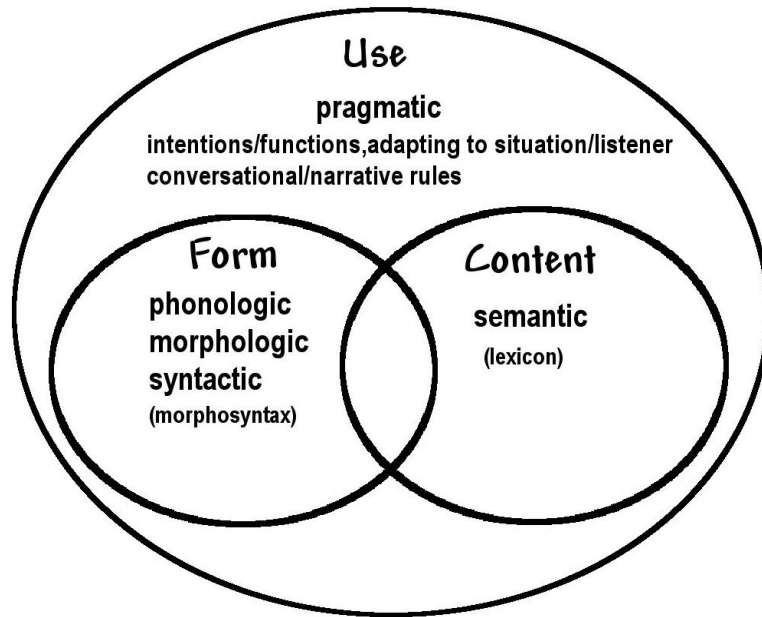 Use
pragmatic
intentions/functions,adapting to situation/listener
conversational/narrative rules
Form
phonologic
morphologic
syntactic
(morphosyntax)
Content
semantic
(lexicon)